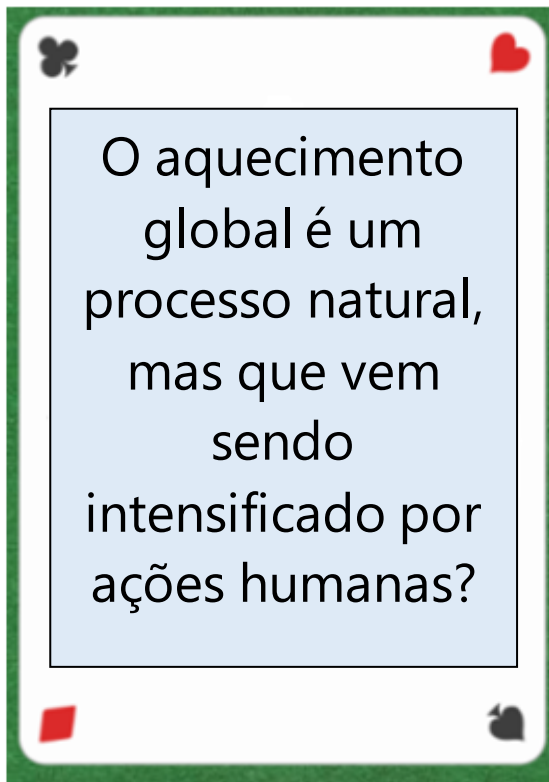 O aquecimento
global é um
processo natural,
mas que vem
sendo
intensificado por
ações humanas?